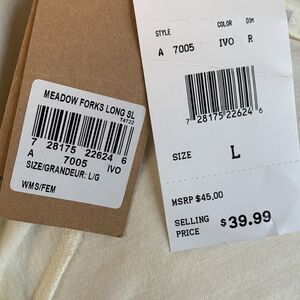 MEADOW FORKS LONG SL
T4722
7 28175 22624 6
A 7005 IVO
SIZE/GRANDEUR: L/G
WMS/FEM
STYLE COLOR DIM
A 7005 IVO R
7 28175 22624 6
SIZE L
MSRP $45.00
SELLING PRICE $39.99